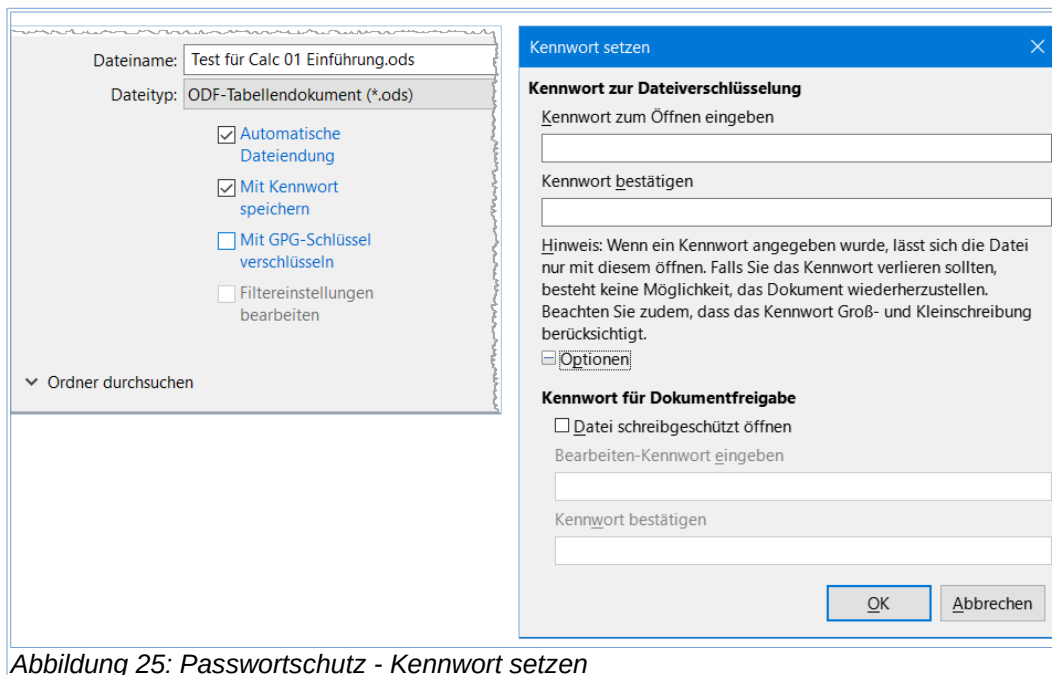 Dateiname: Test für Calc 01 Einführung.ods
Dateityp: ODF-Tabellendokument (*.ods)
Automatische
Dateiendung
Mit Kennwort
speichern
Mit GPG-Schlüssel
verschlüsseln
Filtereinstellungen
bearbeiten
Ordner durchsuchen
Kennwort setzen
Kennwort zur Dateiverschlüsselung
Kennwort zum Öffnen eingeben
Kennwort bestätigen
Hinweis: Wenn ein Kennwort angegeben wurde, lässt sich die Datei
nur mit diesem öffnen. Falls Sie das Kennwort verlieren sollten,
besteht keine Möglichkeit, das Dokument wiederherzustellen.
Beachten Sie zudem, dass das Kennwort Groß- und Kleinschreibung
berücksichtigt.
Optionen
Kennwort für Dokumentfreigabe
Datei schreibgeschützt öffnen
Bearbeiten-Kennwort eingeben
Kennwort bestätigen
OK
Abbrechen
Abbildung 25: Passwortschutz - Kennwort setzen